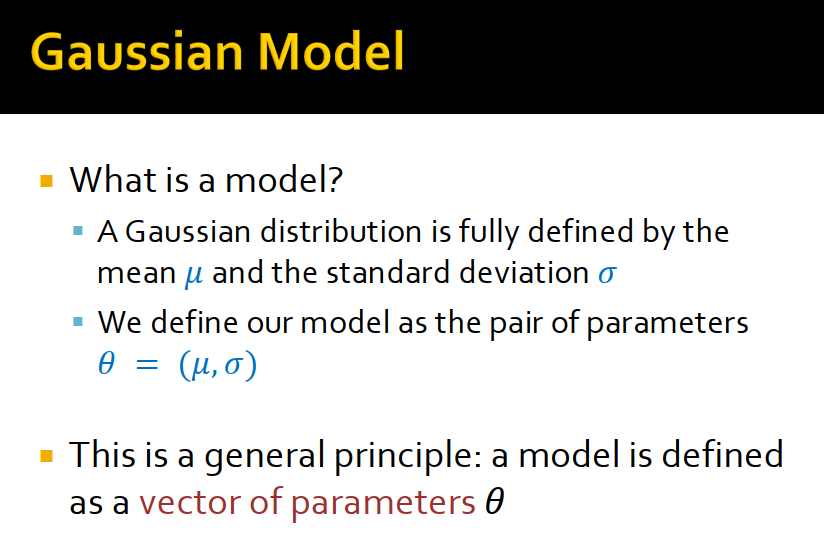 Gaussian Model
What is a model?
A Gaussian distribution is fully defined by the
mean μ and the standard deviation σ
We define our model as the pair of parameters
θ = (μ, σ)
This is a general principle: a model is defined
as a vector of parameters θ